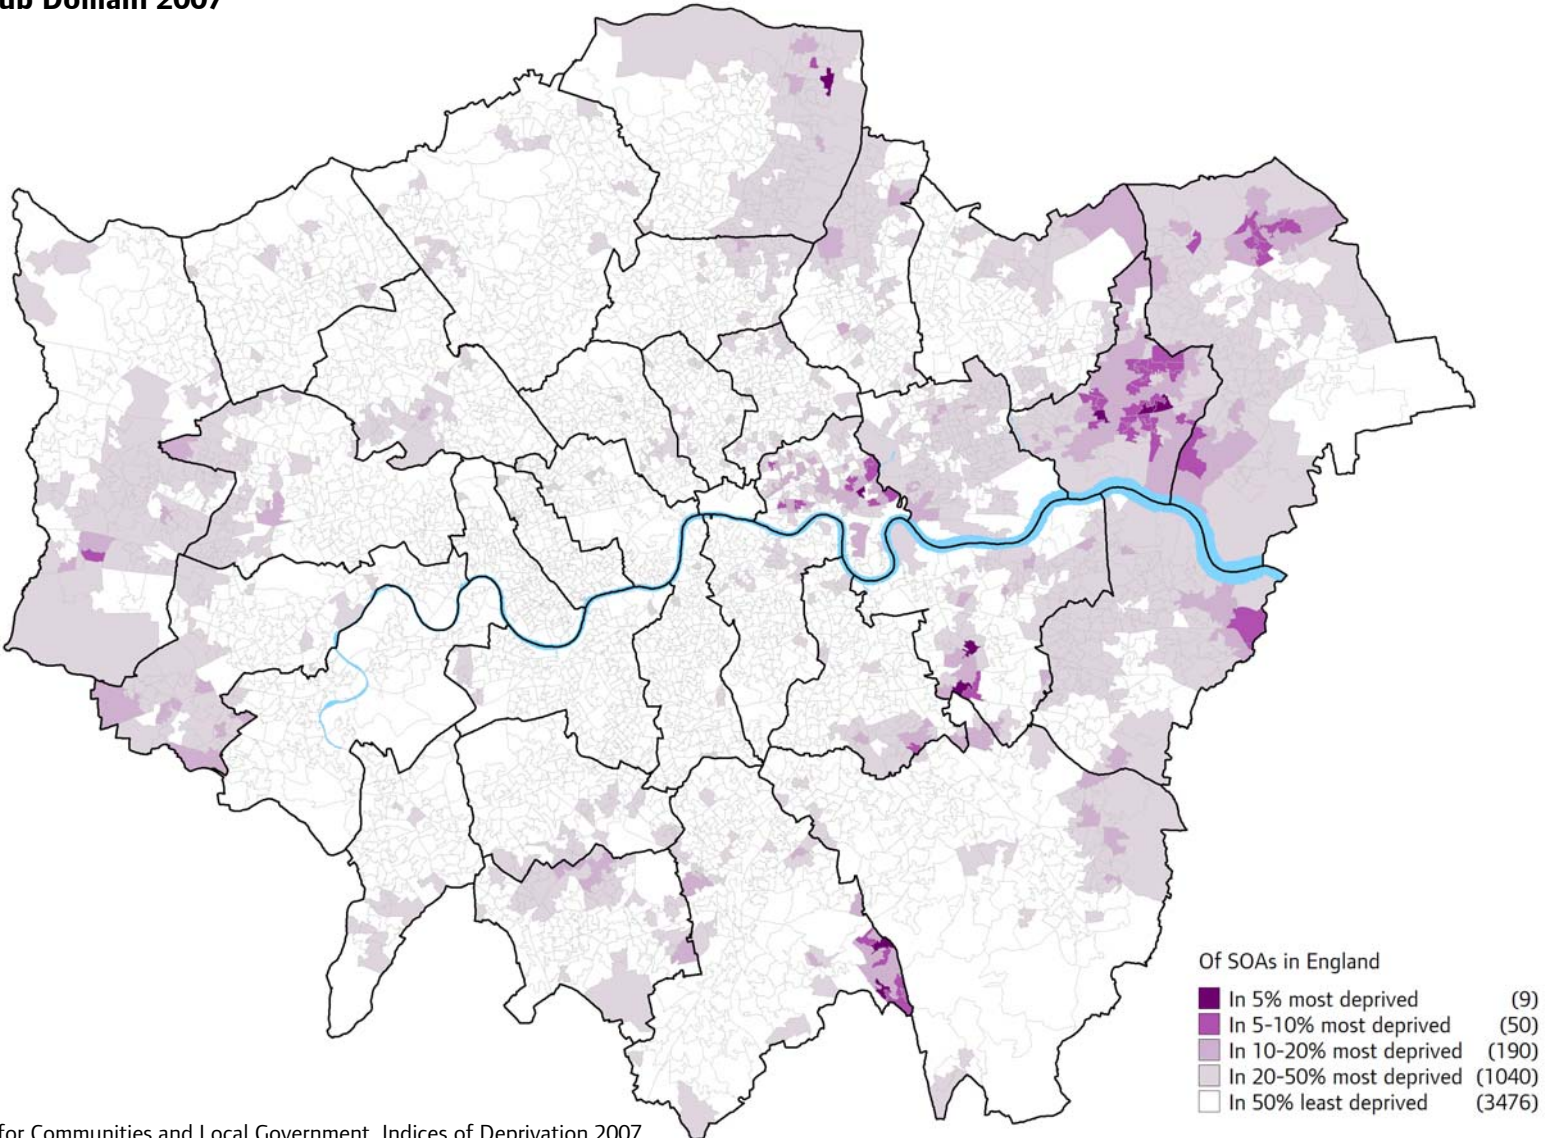 ub Domain 2007
Of SOAs in England
In 5% most deprived (9)
In 5-10% most deprived (50)
In 10-20% most deprived (190)
In 20-50% most deprived (1040)
In 50% least deprived (3476)
for Communities and Local Government, Indices of Deprivation 2007